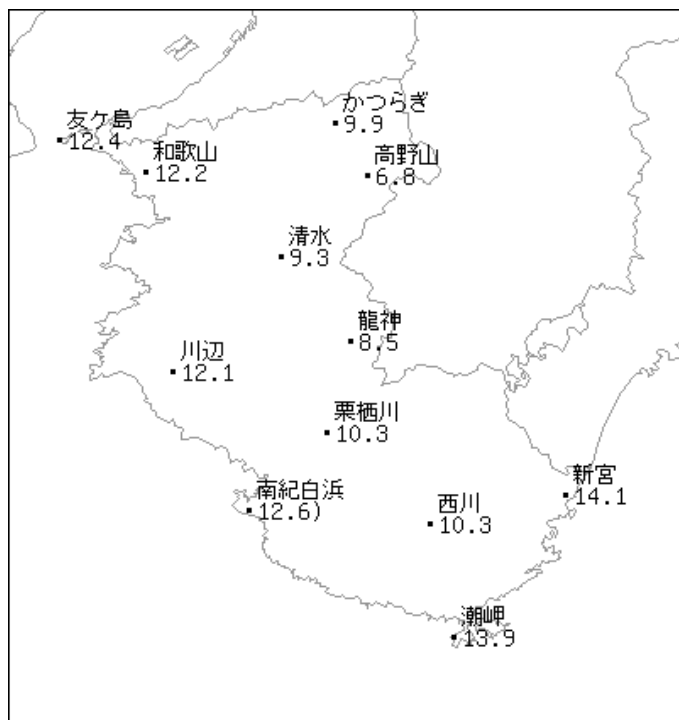 かつらぎ
9.9
友ケ島
12.4
和歌山
12.2
高野山
6.8
清水
9.3
龍神
8.5
川辺
12.1
栗栖川
10.3
新宮
14.1
南紀白浜
12.6)
西川
10.3
潮岬
13.9